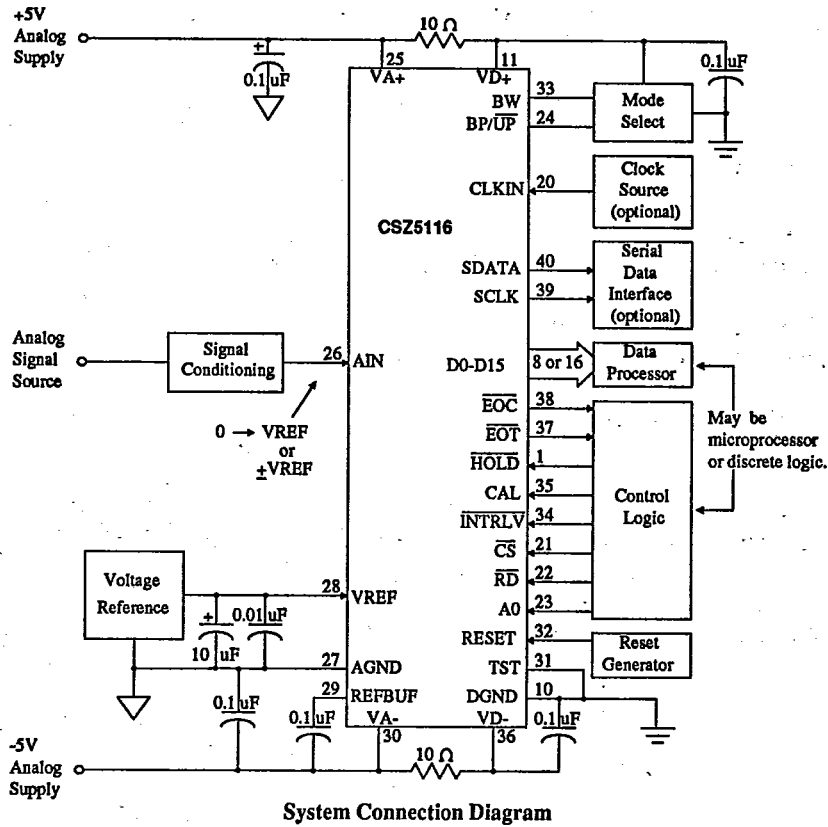 +5V
Analog
Supply
10 Ω
+
0.1 uF
25
VA+
11
VD+
0.1 uF
BW
33
BP/UP
24
Mode
Select
CLKIN
20
Clock
Source
(optional)
CSZ5116
SDATA
40
SCLK
39
Serial
Data
Interface
(optional)
Analog
Signal
Source
Signal
Conditioning
26
AIN
D0-D15
8 or 16
Data
Processor
0 → VREF
or
±VREF
EOC
38
EOT
37
HOLD
1
CAL
35
INTRLV
34
CS
21
RD
22
A0
23
Control
Logic
May be
microprocessor
or discrete logic.
Voltage
Reference
28
VREF
+
10 uF
0.01 uF
RESET
32
Reset
Generator
27
AGND
TST
31
29
REFBUF
DGND
10
0.1 uF
0.1 uF
VA-
30
VD-
36
0.1 uF
10 Ω
-5V
Analog
Supply
System Connection Diagram